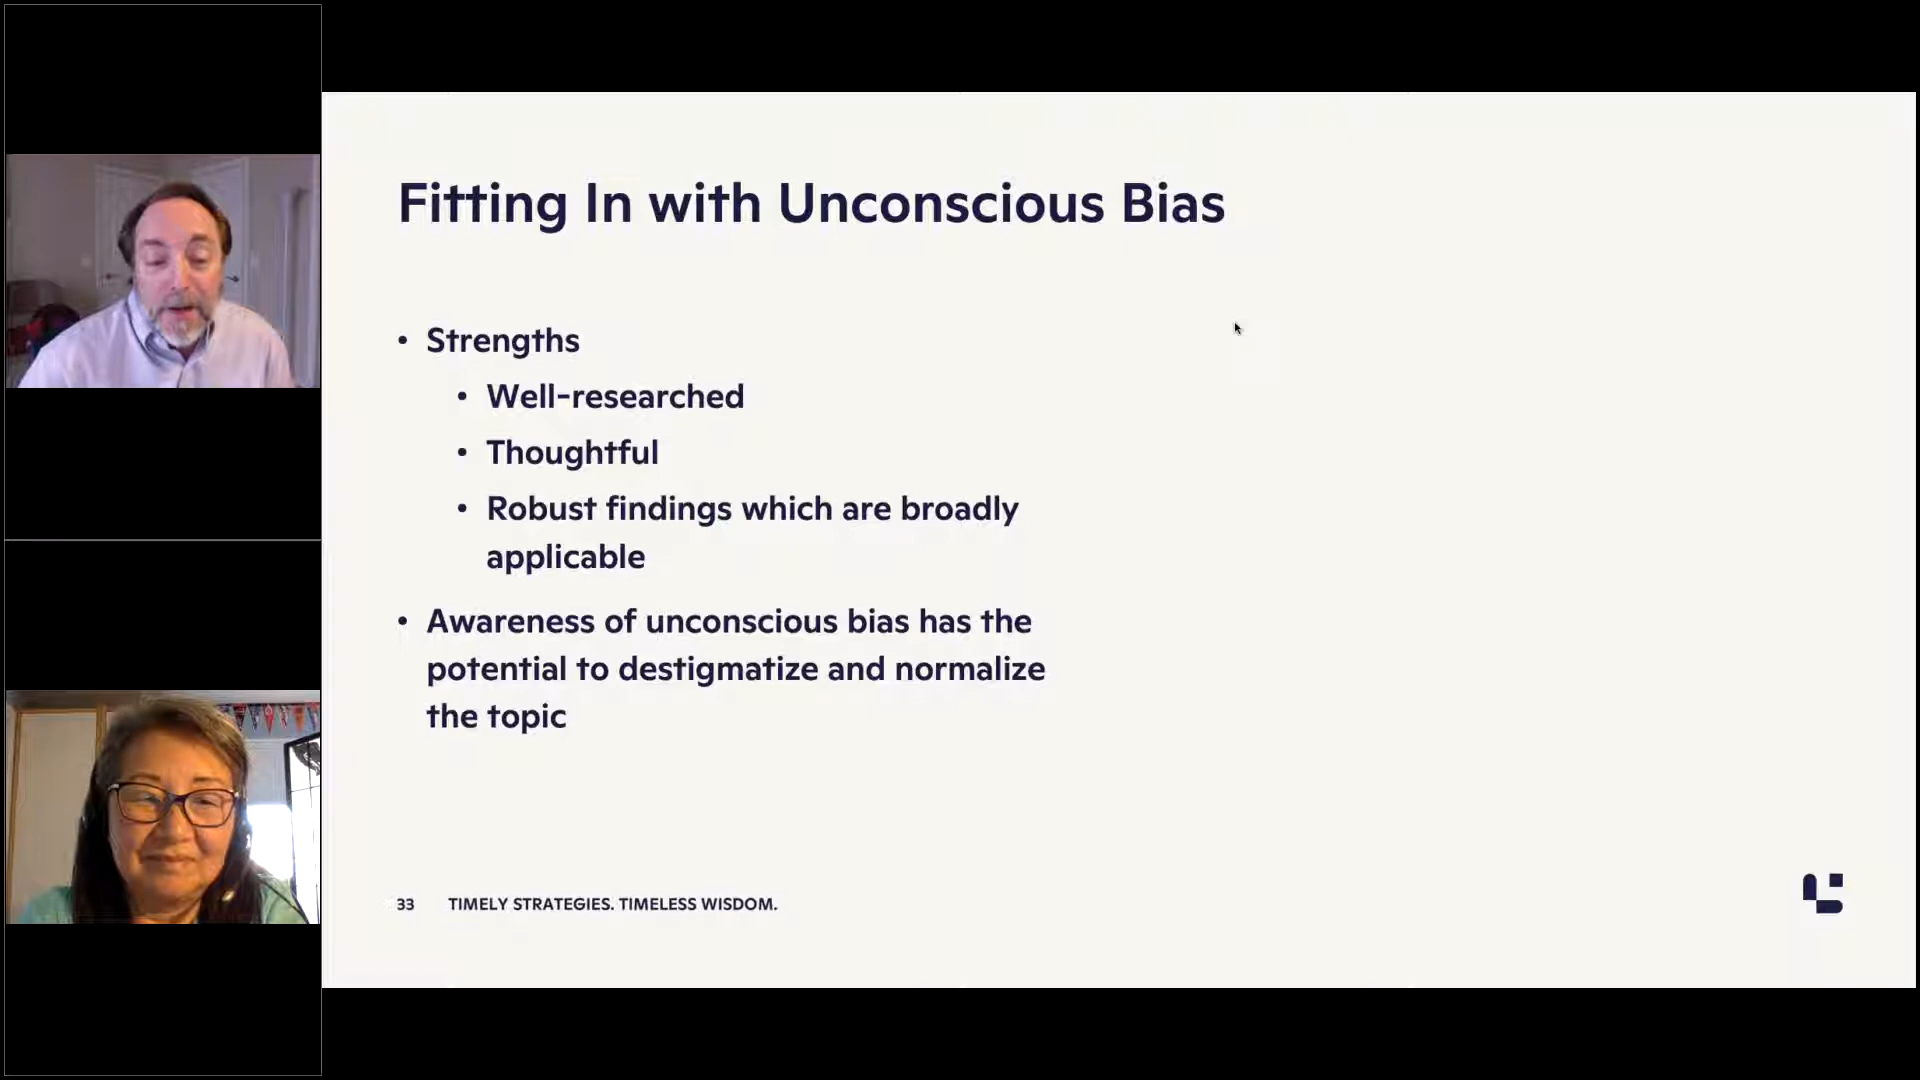 Fitting In with Unconscious Bias
• Strengths
• Well-researched
• Thoughtful
• Robust findings which are broadly
applicable
• Awareness of unconscious bias has the
potential to destigmatize and normalize
the topic
33 TIMELY STRATEGIES. TIMELESS WISDOM.